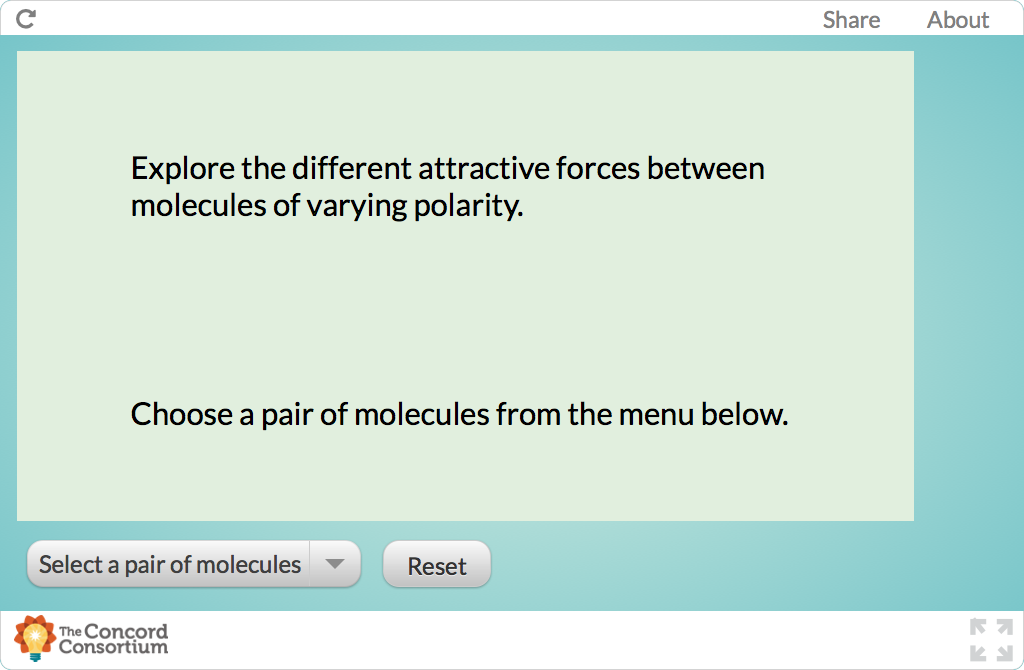 Share About
Explore the different attractive forces between
molecules of varying polarity.
Choose a pair of molecules from the menu below.
Select a pair of molecules Reset
The Concord
Consortium